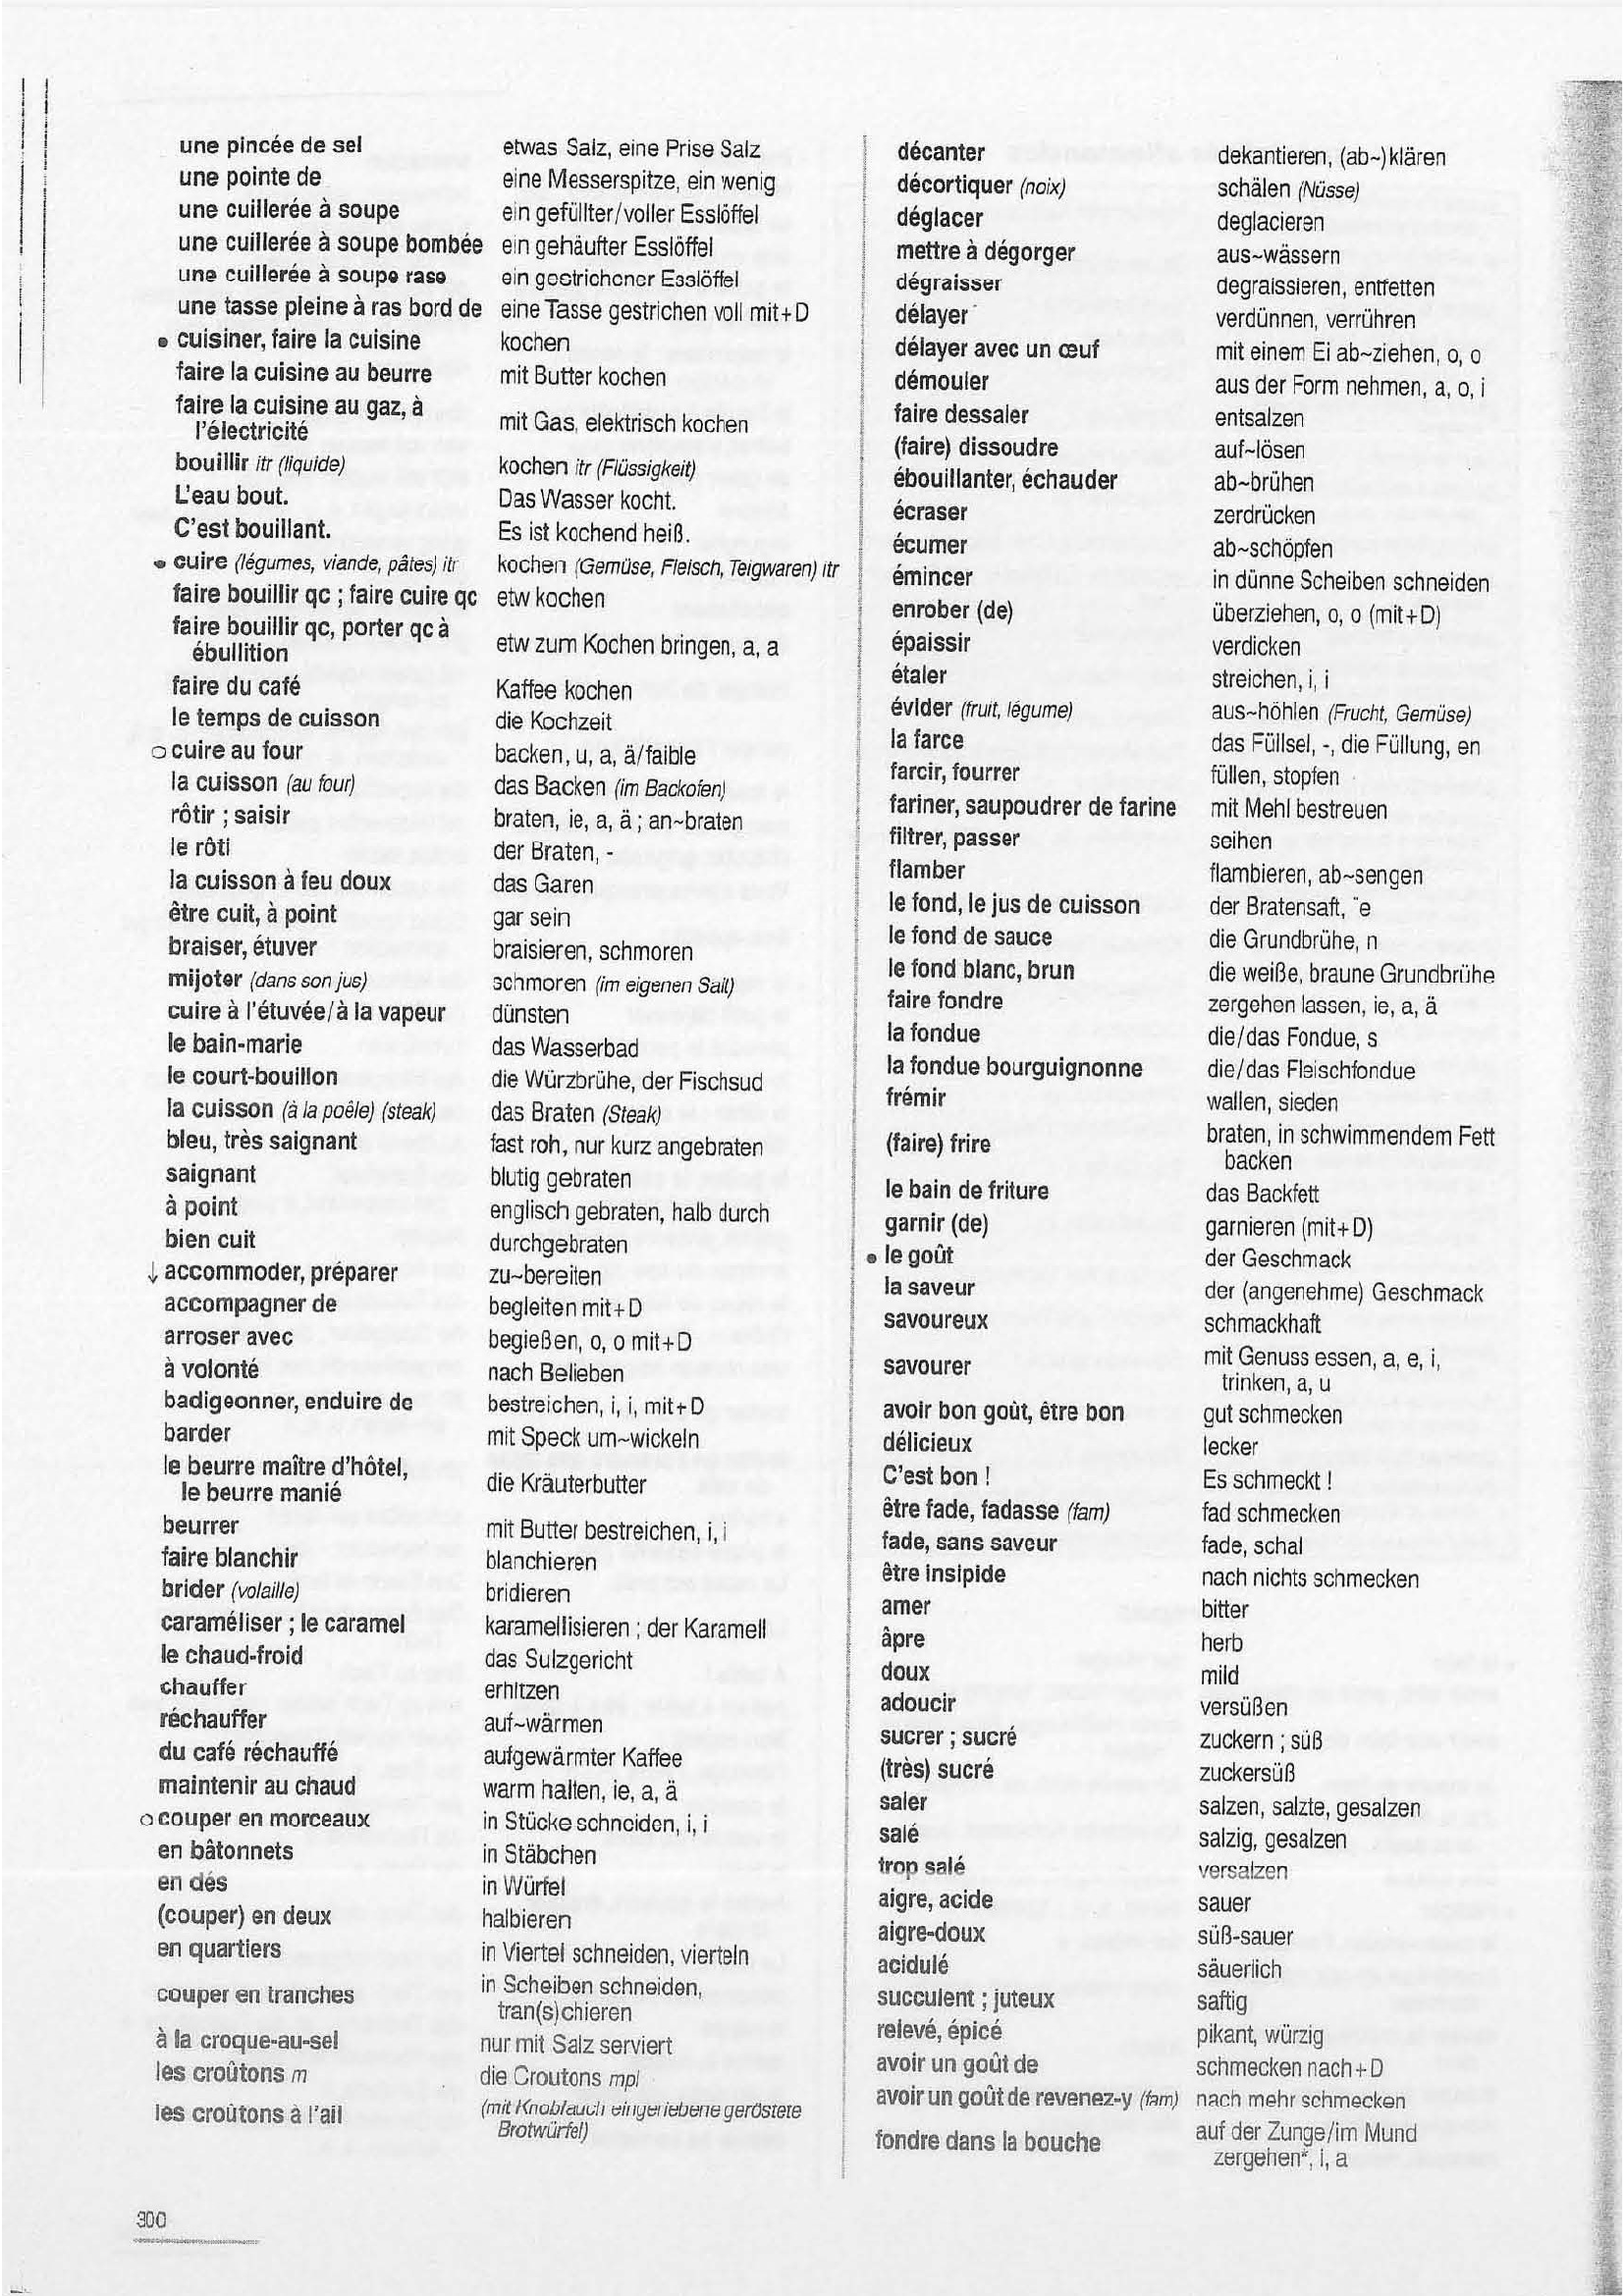 une pincée de sel etwas Salz, eine Prise Salz
une pointe de eine Messerspitze, ein wenig
une cuillerée à soupe ein gefüllter/voller Esslöffel
une cuillerée à soupe bombée ein gehäufter Esslöffel
une cuillerée à soupe rase ein gestrichener Esslöffel
une tasse pleine à ras bord de eine Tasse gestrichen voll mit+D
• cuisiner, faire la cuisine kochen
faire la cuisine au beurre mit Butter kochen
faire la cuisine au gaz, à
l'électricité mit Gas, elektrisch kochen
bouillir itr (liquide) kochen itr (Flüssigkeit)
L'eau bout. Das Wasser kocht.
C'est bouillant. Es ist kochend heiß.
• cuire (légumes, viande, pâtes) itr kochen (Gemüse, Fleisch, Teigwaren) itr
faire bouillir qc ; faire cuire qc etw kochen
faire bouillir qc, porter qc à
ébullition etw zum Kochen bringen, a, a
faire du café Kaffee kochen
le temps de cuisson die Kochzeit
○ cuire au four backen, u, a, ä/faible
la cuisson (au four) das Backen (im Backofen)
rôtir ; saisir braten, ie, a, ä ; an~braten
le rôti der Braten, -
la cuisson à feu doux das Garen
être cuit, à point gar sein
braiser, étuver braisieren, schmoren
mijoter (dans son jus) schmoren (im eigenen Saft)
cuire à l'étuvée/à la vapeur dünsten
le bain-marie das Wasserbad
le court-bouillon die Würzbrühe, der Fischsud
la cuisson (à la poêle) (steak) das Braten (Steak)
bleu, très saignant fast roh, nur kurz angebraten
saignant blutig gebraten
à point englisch gebraten, halb durch
bien cuit durchgebraten
↓ accommoder, préparer zu~bereiten
accompagner de begleiten mit+D
arroser avec begießen, o, o mit+D
à volonté nach Belieben
badigeonner, enduire de bestreichen, i, i, mit+D
barder mit Speck um~wickeln
le beurre maître d'hôtel,
le beurre manié die Kräuterbutter
beurrer mit Butter bestreichen, i, i
faire blanchir blanchieren
brider (volaille) bridieren
caraméliser ; le caramel karamellisieren ; der Karamell
le chaud-froid das Sulzgericht
chauffer erhitzen
réchauffer auf~wärmen
du café réchauffé aufgewärmter Kaffee
maintenir au chaud warm halten, ie, a, ä
○ couper en morceaux in Stücke schneiden, i, i
en bâtonnets in Stäbchen
en dés in Würfel
(couper) en deux halbieren
en quartiers in Viertel schneiden, vierteln
couper en tranches in Scheiben schneiden,
tran(s)chieren
à la croque-au-sel nur mit Salz serviert
les croûtons m die Croutons mpl
les croûtons à l'ail (mit Knoblauch eingeriebene geröstete
Brotwürfel)
décanter dekantieren, (ab~)klären
décortiquer (noix) schälen (Nüsse)
déglacer deglacieren
mettre à dégorger aus~wässern
dégraisser degraissieren, entfetten
délayer verdünnen, verrühren
délayer avec un œuf mit einem Ei ab~ziehen, o, o
démouler aus der Form nehmen, a, o, i
faire dessaler entsalzen
(faire) dissoudre auf~lösen
ébouillanter, échauder ab~brühen
écraser zerdrücken
écumer ab~schöpfen
émincer in dünne Scheiben schneiden
enrober (de) überziehen, o, o (mit+D)
épaissir verdicken
étaler streichen, i, i
évider (fruit, légume) aus~höhlen (Frucht, Gemüse)
la farce das Füllsel, -, die Füllung, en
farcir, fourrer füllen, stopfen
fariner, saupoudrer de farine mit Mehl bestreuen
filtrer, passer seihen
flamber flambieren, ab~sengen
le fond, le jus de cuisson der Bratensaft, ¨e
le fond de sauce die Grundbrühe, n
le fond blanc, brun die weiße, braune Grundbrühe
faire fondre zergehen lassen, ie, a, ä
la fondue die/das Fondue, s
la fondue bourguignonne die/das Fleischfondue
frémir wallen, sieden
(faire) frire braten, in schwimmendem Fett
backen
le bain de friture das Backfett
garnir (de) garnieren (mit+D)
• le goût der Geschmack
la saveur der (angenehme) Geschmack
savoureux schmackhaft
savourer mit Genuss essen, a, e, i,
trinken, a, u
avoir bon goût, être bon gut schmecken
délicieux lecker
C'est bon ! Es schmeckt !
être fade, fadasse (fam) fad schmecken
fade, sans saveur fade, schal
être insipide nach nichts schmecken
amer bitter
âpre herb
doux mild
adoucir versüßen
sucrer ; sucré zuckern ; süß
(très) sucré zuckersüß
saler salzen, salzte, gesalzen
salé salzig, gesalzen
trop salé versalzen
aigre, acide sauer
aigre-doux süß-sauer
acidulé säuerlich
succulent ; juteux saftig
relevé, épicé pikant, würzig
avoir un goût de schmecken nach+D
avoir un goût de revenez-y (fam) nach mehr schmecken
fondre dans la bouche auf der Zunge/im Mund
zergehen*, i, a
300